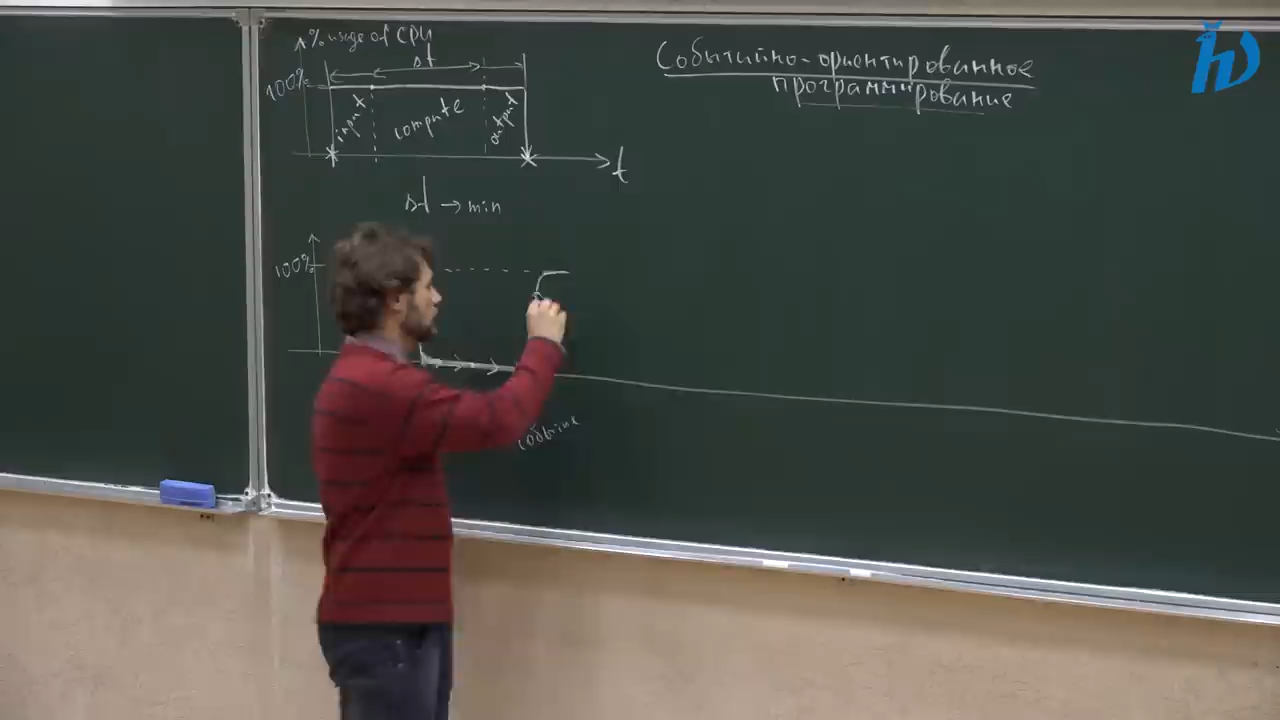 % usage of CPU
Δt
100%
input
compute
output
t
Δt → min
100%
событие
Событийно-ориентированное
программирование